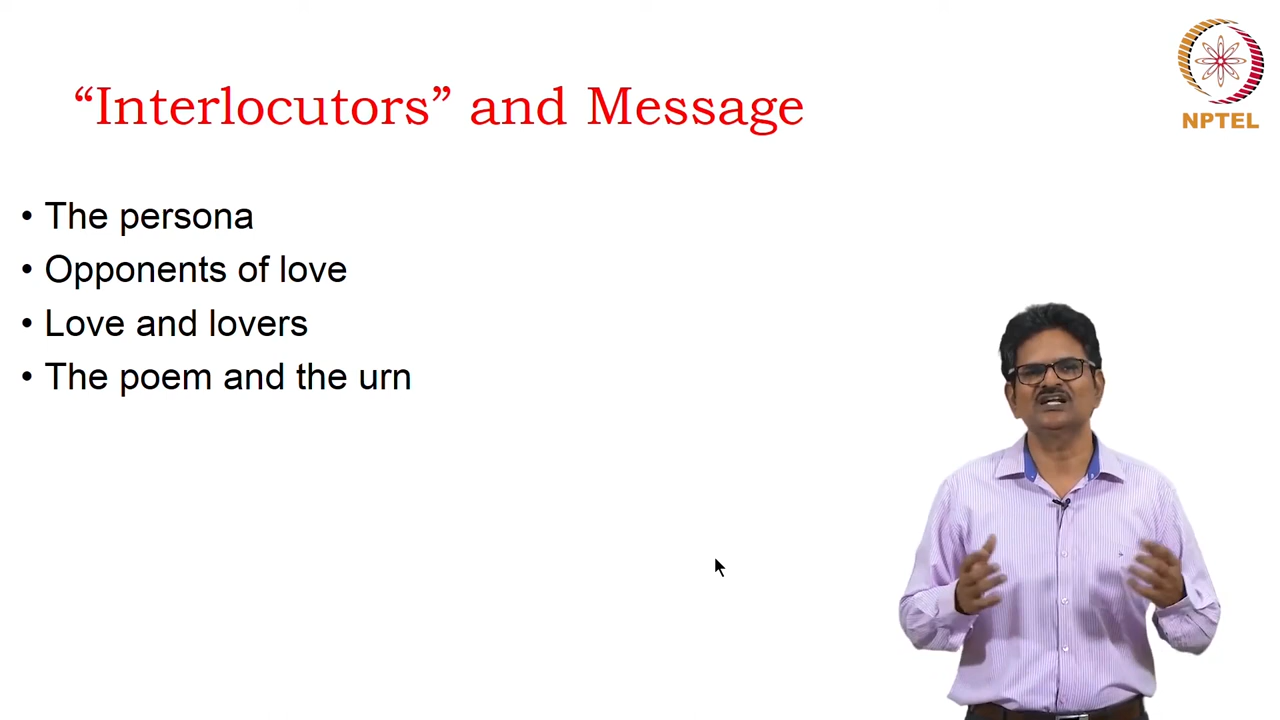 “Interlocutors” and Message
NPTEL
• The persona
• Opponents of love
• Love and lovers
• The poem and the urn